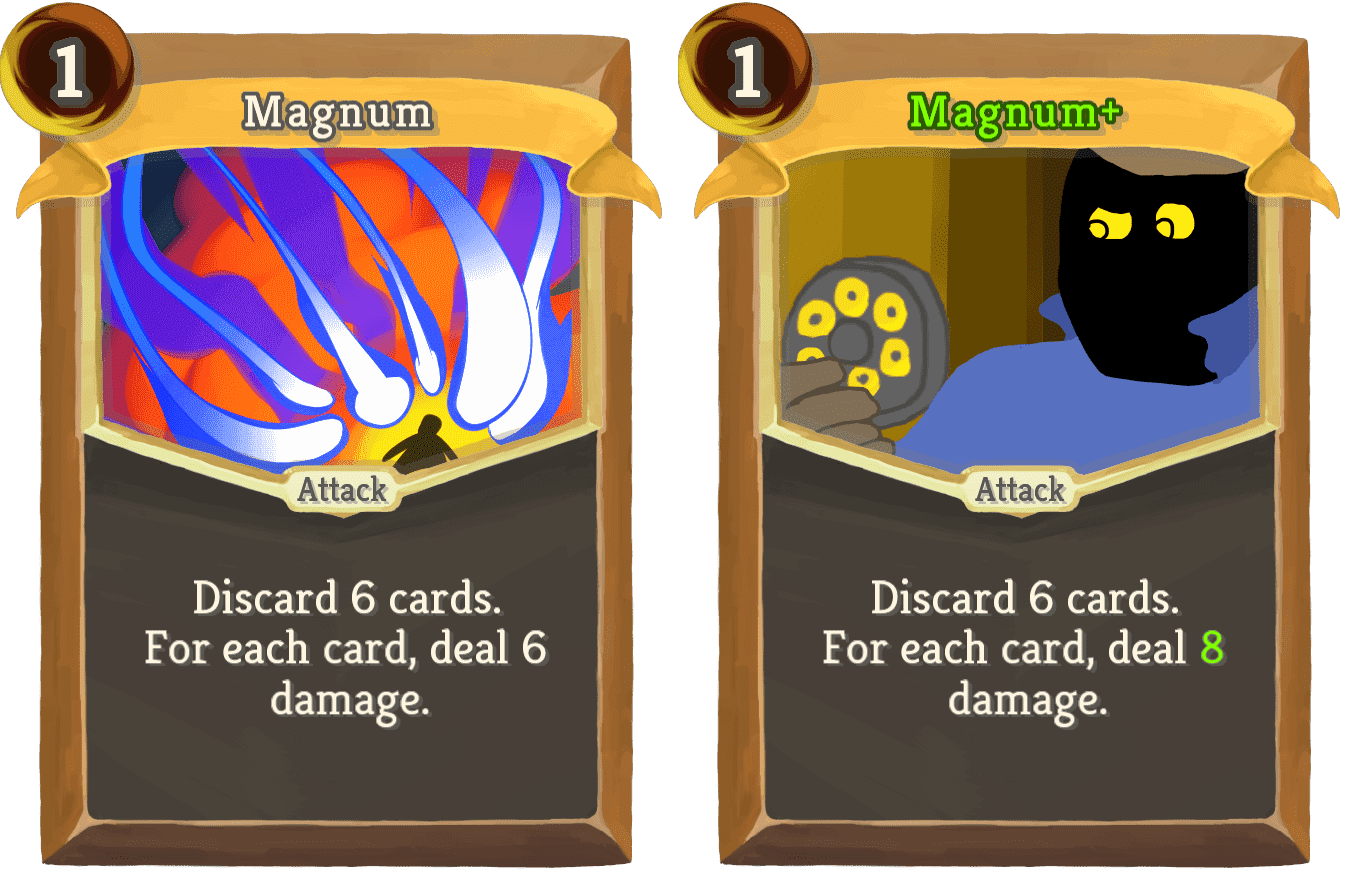 1
Magnum
Attack
Discard 6 cards.
For each card, deal 6
damage.
1
Magnum+
Attack
Discard 6 cards.
For each card, deal 8
damage.